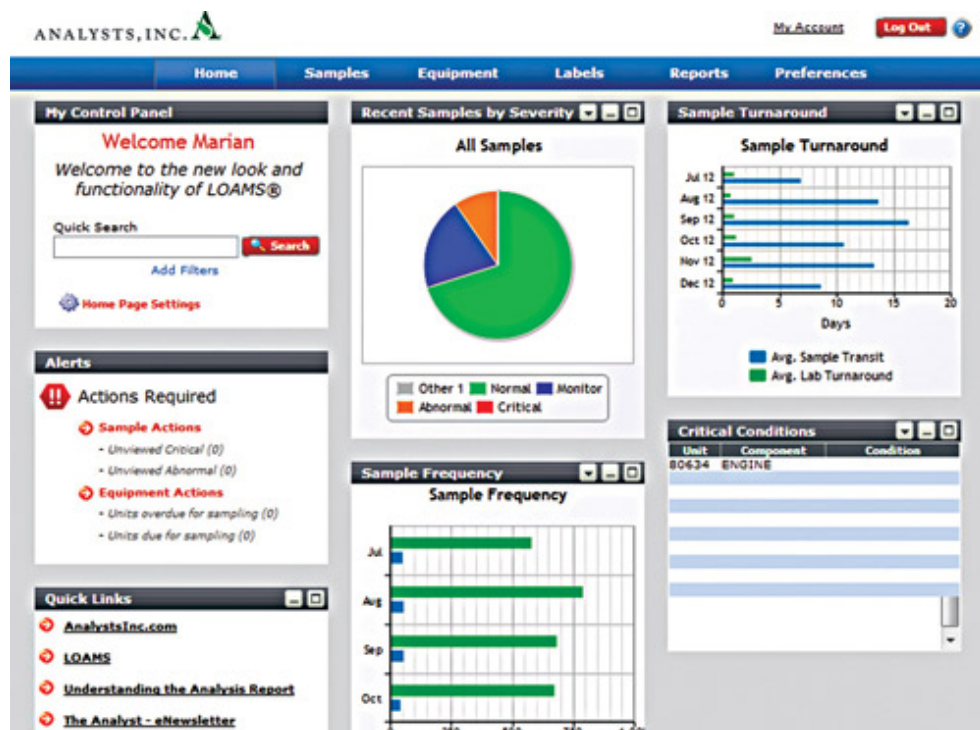 ANALYSTS, INC.
My Account
Log Out
?
Home Samples Equipment Labels Reports Preferences
My Control Panel
Welcome Marian
Welcome to the new look and
functionality of LOAMS®
Quick Search
Search
Add Filters
Home Page Settings
Alerts
Actions Required
Sample Actions
- Unviewed Critical (0)
- Unviewed Abnormal (0)
Equipment Actions
- Units overdue for sampling (0)
- Units due for sampling (0)
Quick Links
AnalystsInc.com
LOAMS
Understanding the Analysis Report
The Analyst - eNewsletter
Recent Samples by Severity
All Samples
Other 1 Normal Monitor
Abnormal Critical
Sample Frequency
Sample Frequency
Jul
Aug
Sep
Oct
Sample Turnaround
Sample Turnaround
Jul 12
Aug 12
Sep 12
Oct 12
Nov 12
Dec 12
0 5 10 15 20
Days
Avg. Sample Transit
Avg. Lab Turnaround
Critical Conditions
Unit Component Condition
80634 ENGINE